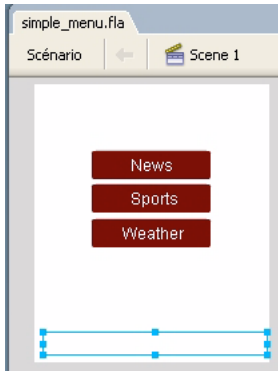 simple_menu.fla
Scénario Scene 1
News
Sports
Weather